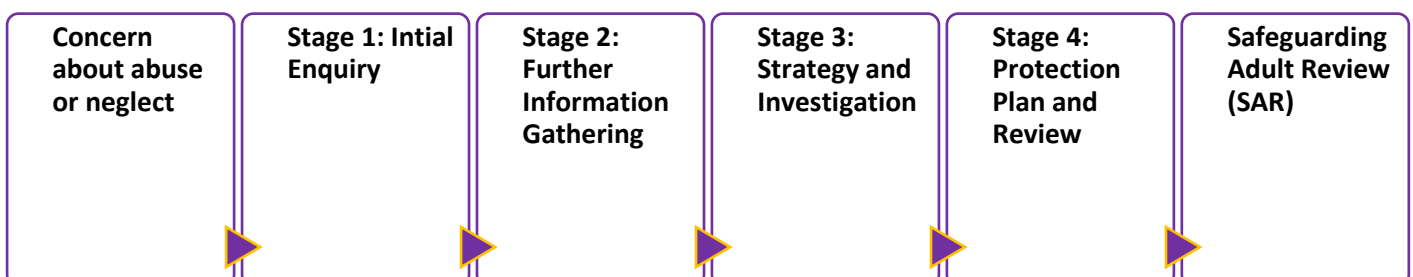 Concern
about abuse
or neglect
Stage 1: Intial
Enquiry
Stage 2:
Further
Information
Gathering
Stage 3:
Strategy and
Investigation
Stage 4:
Protection
Plan and
Review
Safeguarding
Adult Review
(SAR)